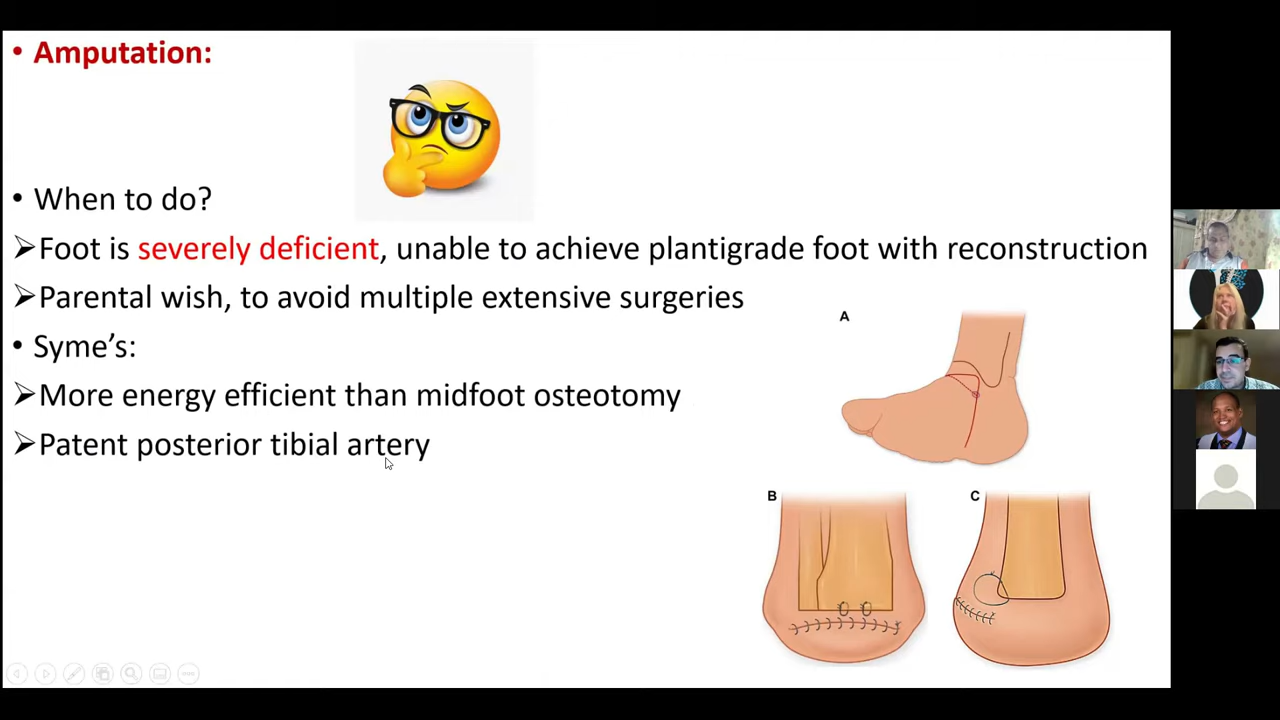 • Amputation:
• When to do?
➢Foot is severely deficient, unable to achieve plantigrade foot with reconstruction
➢Parental wish, to avoid multiple extensive surgeries
• Syme’s:
➢More energy efficient than midfoot osteotomy
➢Patent posterior tibial artery
A
B
C